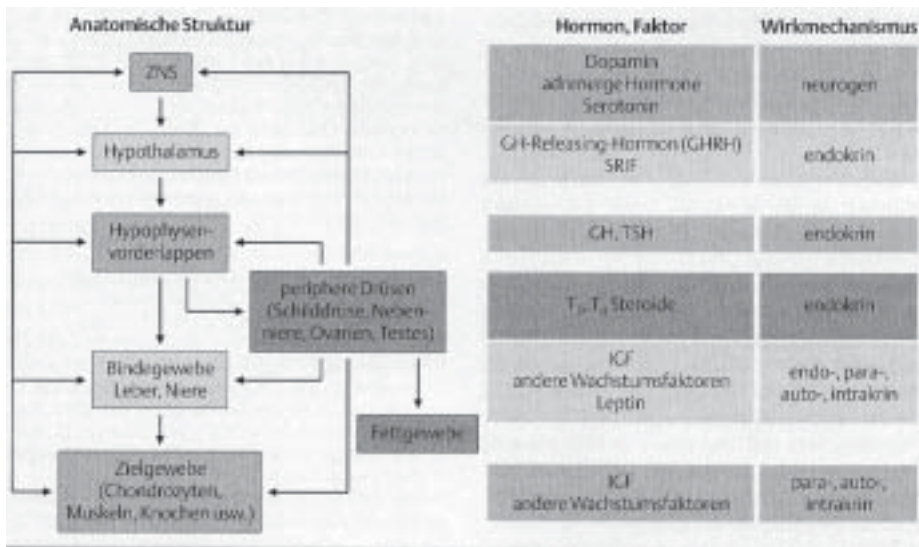 Anatomische Struktur
Hormon, Faktor
Wirkmechanismus
ZNS
Dopamin
adrenerge Hormone
Serotonin
neurogen
Hypothalamus
GH-Releasing-Hormon (GHRH)
SRIF
endokrin
Hypophysen-
vorderlappen
GH, TSH
endokrin
periphere Drüsen
(Schilddrüse, Neben-
niere, Ovarien, Testes)
Steroide
endokrin
Bindegewebe
Leber, Niere
IGF
andere Wachstumsfaktoren
Leptin
endo-, para-,
auto-, intrakrin
Fettgewebe
Zielgewebe
(Chondrozyten,
Muskeln, Knochen usw.)
IGF
andere Wachstumsfaktoren
para-, auto-,
intrakrin